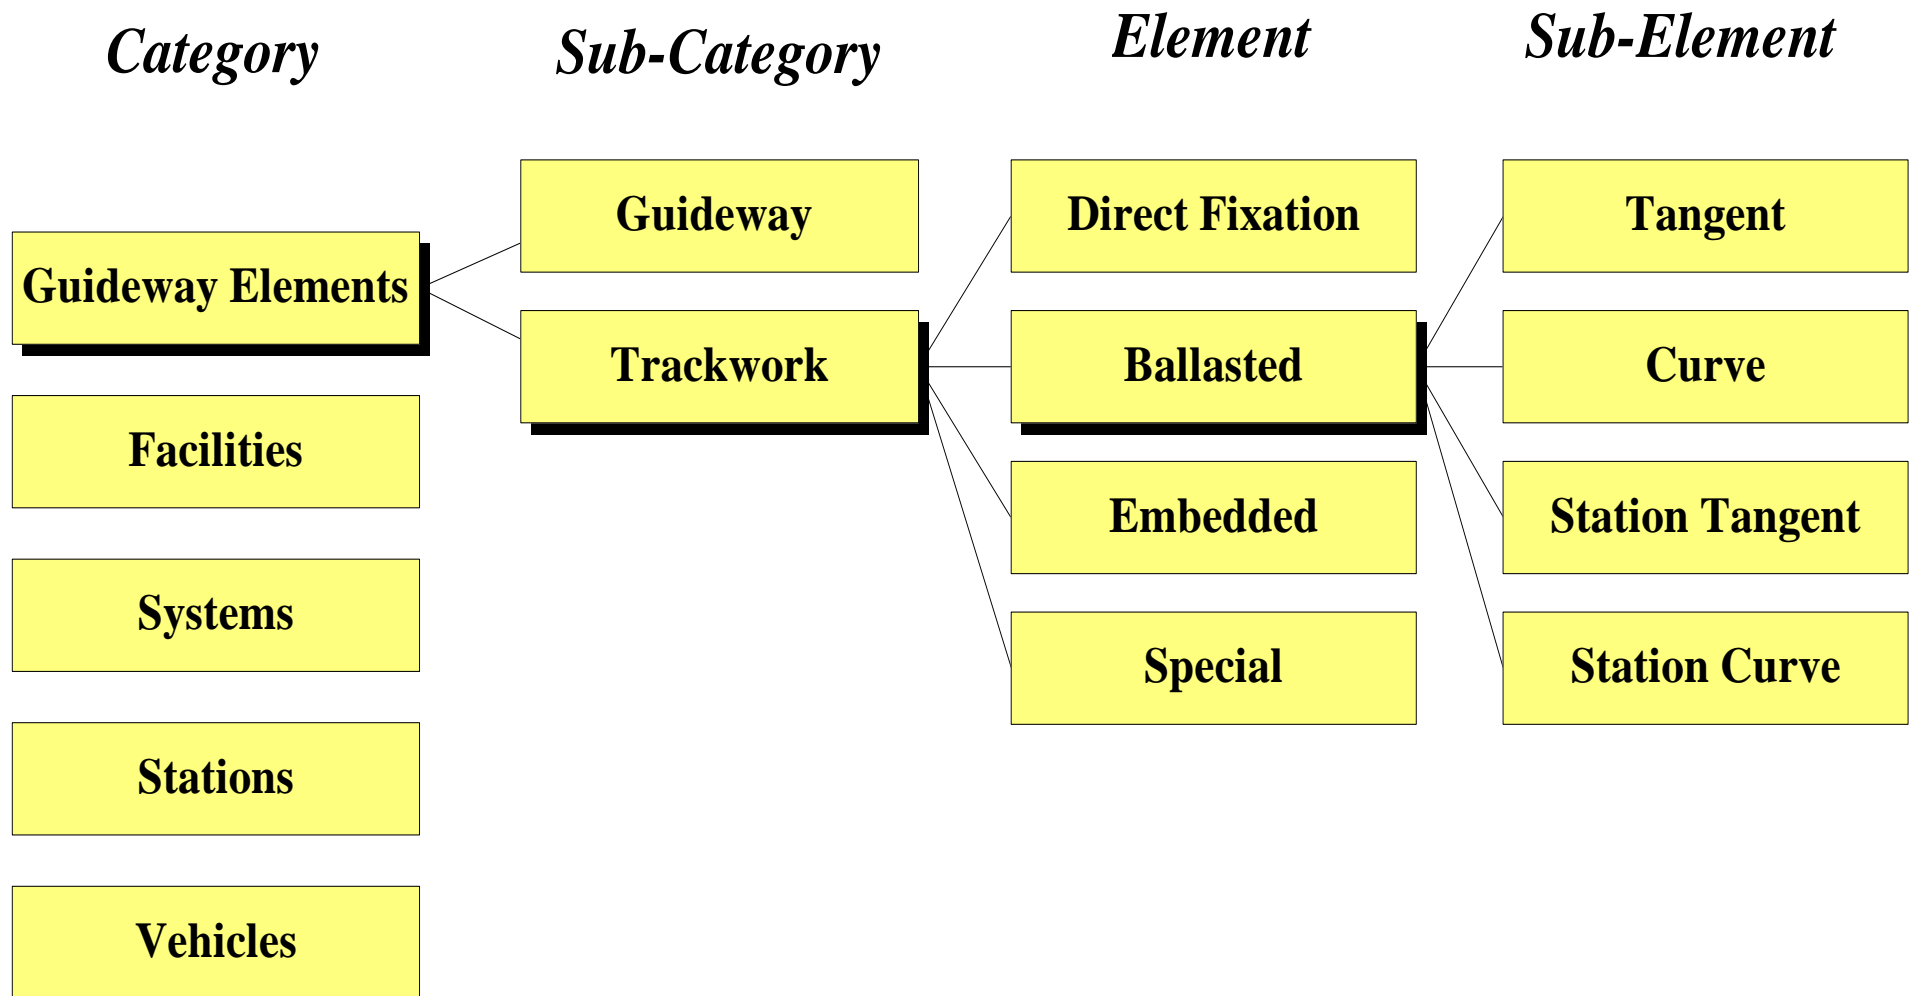 Category
Sub-Category
Element
Sub-Element
Guideway Elements
Facilities
Systems
Stations
Vehicles
Guideway
Trackwork
Direct Fixation
Ballasted
Embedded
Special
Tangent
Curve
Station Tangent
Station Curve